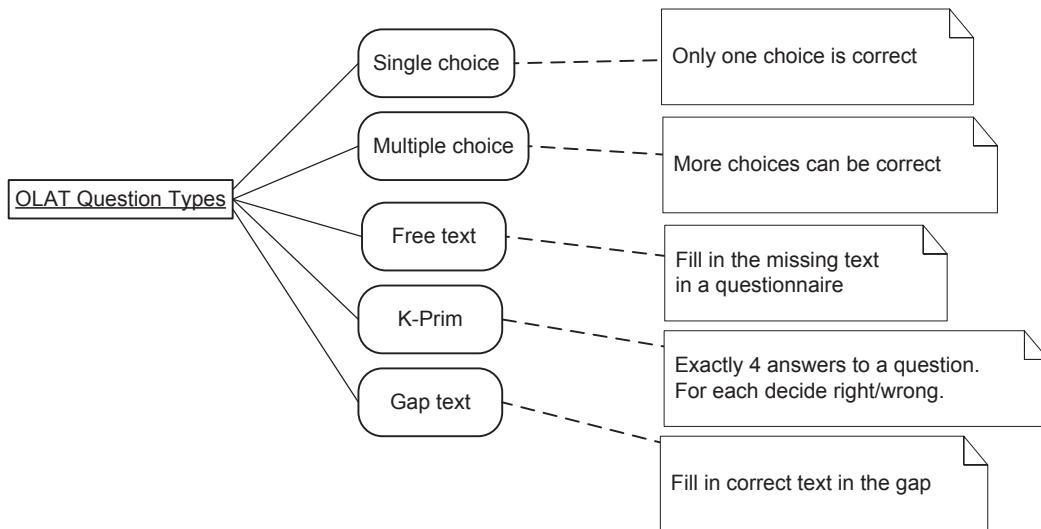 Single choice
Only one choice is correct
Multiple choice
More choices can be correct
OLAT Question Types
Free text
Fill in the missing text
in a questionnaire
K-Prim
Exactly 4 answers to a question.
For each decide right/wrong.
Gap text
Fill in correct text in the gap